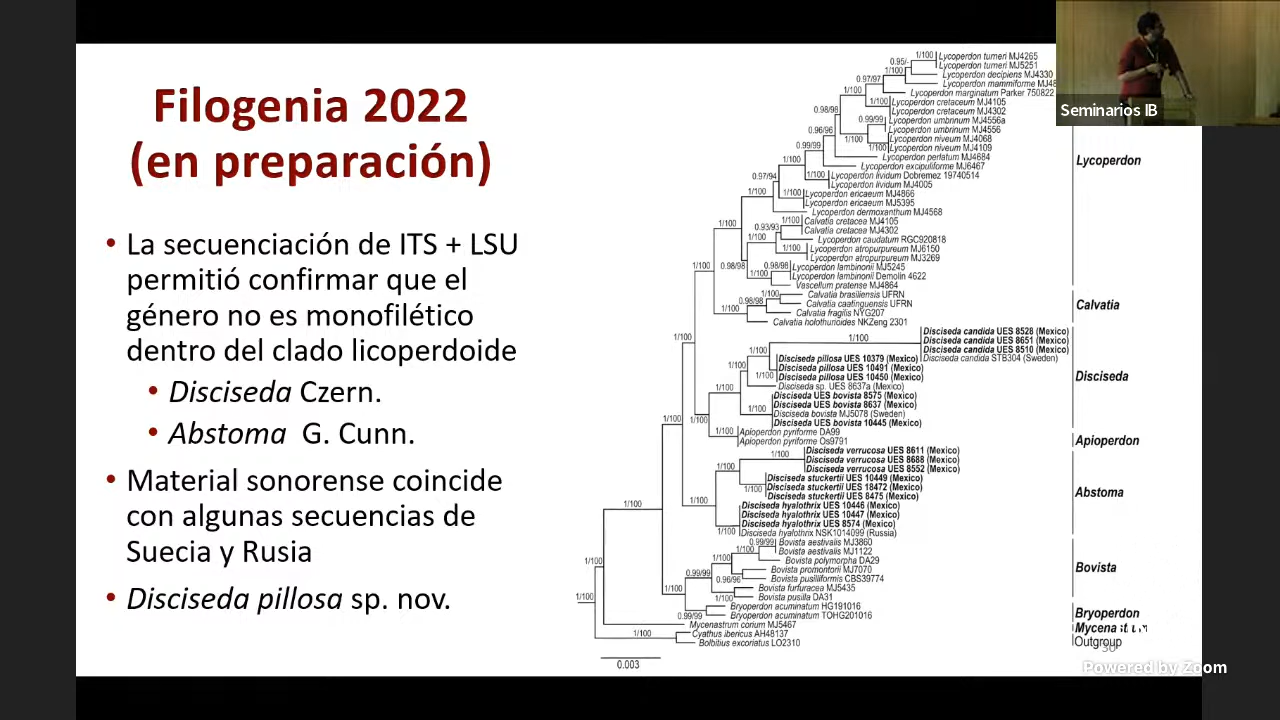 Filogenia 2022
(en preparación)
• La secuenciación de ITS + LSU
permitió confirmar que el
género no es monofilético
dentro del clado licoperdoide
• Disciseda Czern.
• Abstoma G. Cunn.
• Material sonorense coincide
con algunas secuencias de
Suecia y Rusia
• Disciseda pillosa sp. nov.
Lycoperdon turneri MJ4265
Lycoperdon turneri MJ5251
Lycoperdon decipiens MJ4330
Lycoperdon mammiforme MJ48
Lycoperdon marginatum Parker 750822
Lycoperdon cretaceum MJ4105
Lycoperdon cretaceum MJ4302
Lycoperdon umbrinum MJ4556a
Lycoperdon umbrinum MJ4556
Lycoperdon niveum MJ4068
Lycoperdon niveum MJ4109
Lycoperdon perlatum MJ4684
Lycoperdon excipuliforme MJ6467
Lycoperdon lividum Dobremez 19740514
Lycoperdon lividum MJ4005
Lycoperdon ericaeum MJ4866
Lycoperdon ericaeum MJ5395
Lycoperdon dermoxanthum MJ4568
Calvatia cretacea MJ4105
Calvatia cretacea MJ4302
Lycoperdon caudatum RGC920818
Lycoperdon atropurpureum MJ6150
Lycoperdon atropurpureum MJ3269
Lycoperdon lambinonii MJ5245
Lycoperdon lambinonii Demolin 4622
Vascellum pratense MJ4864
Calvatia brasiliensis UFRN
Calvatia caatinguensis UFRN
Calvatia fragilis NYG207
Calvatia holothurioides NKZeng 2301
Disciseda candida UES 8528 (Mexico)
Disciseda candida UES 8651 (Mexico)
Disciseda candida UES 8510 (Mexico)
Disciseda candida STB304 (Sweden)
Disciseda pillosa UES 10379 (Mexico)
Disciseda pillosa UES 10491 (Mexico)
Disciseda pillosa UES 10450 (Mexico)
Disciseda sp. UES 8637a (Mexico)
Disciseda UES bovista 8575 (Mexico)
Disciseda UES bovista 8637 (Mexico)
Disciseda bovista MJ5078 (Sweden)
Disciseda UES bovista 10445 (Mexico)
Apioperdon pyriforme DA99
Apioperdon pyriforme Os9791
Disciseda verrucosa UES 8611 (Mexico)
Disciseda verrucosa UES 8688 (Mexico)
Disciseda verrucosa UES 8552 (Mexico)
Disciseda stuckertii UES 10449 (Mexico)
Disciseda stuckertii UES 18472 (Mexico)
Disciseda stuckertii UES 8475 (Mexico)
Disciseda hyalothrix UES 10446 (Mexico)
Disciseda hyalothrix UES 10447 (Mexico)
Disciseda hyalothrix UES 8574 (Mexico)
Disciseda hyalothrix NSK1014099 (Russia)
Bovista aestivalis MJ3860
Bovista aestivalis MJ1122
Bovista polymorpha DA29
Bovista promontorii MJ7070
Bovista pusilliformis CBS39774
Bovista furfuracea MJ5435
Bovista pusilla DA31
Bryoperdon acuminatum HG191016
Bryoperdon acuminatum TOHG201016
Mycenastrum corium MJ5467
Cyathus ibericus AH48137
Bolbitius excoriatus LO2310
0.003
Lycoperdon
Calvatia
Disciseda
Apioperdon
Abstoma
Bovista
Bryoperdon
Outgroup
Seminarios IB
Powered by Zoom